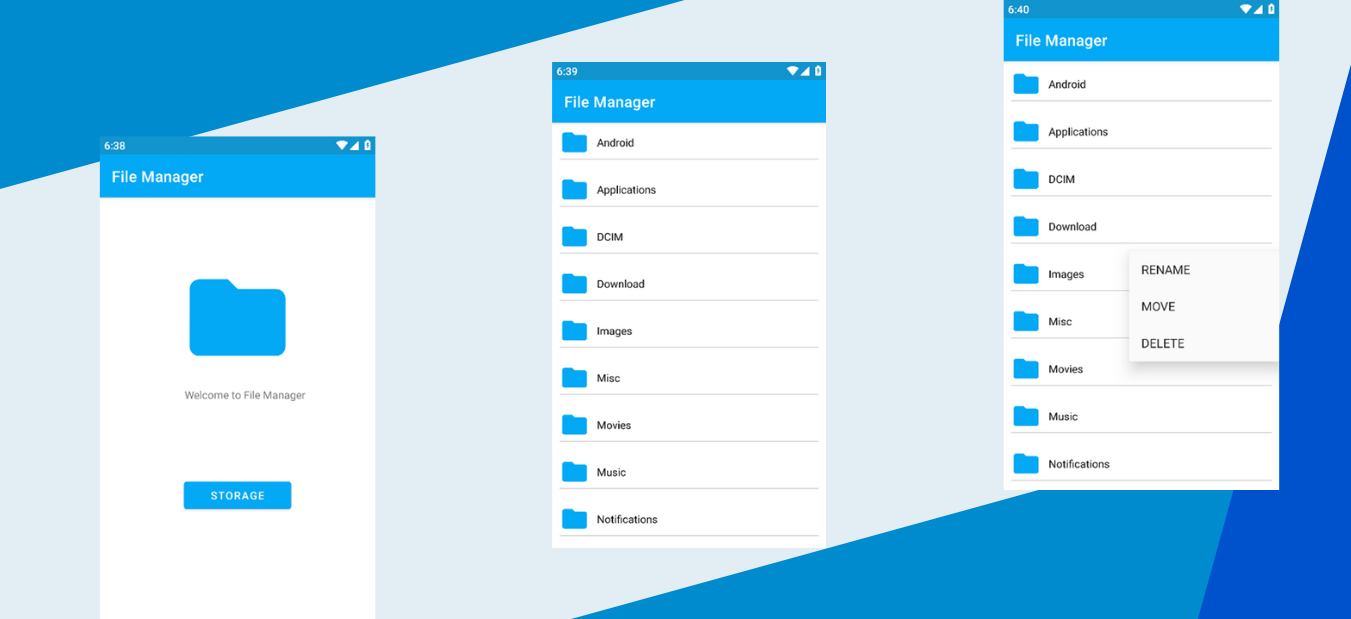 6:38
File Manager
Welcome to File Manager
STORAGE
6:39
File Manager
Android
Applications
DCIM
Download
Images
Misc
Movies
Music
Notifications
6:40
File Manager
Android
Applications
DCIM
Download
Images
Misc
Movies
Music
Notifications
RENAME
MOVE
DELETE